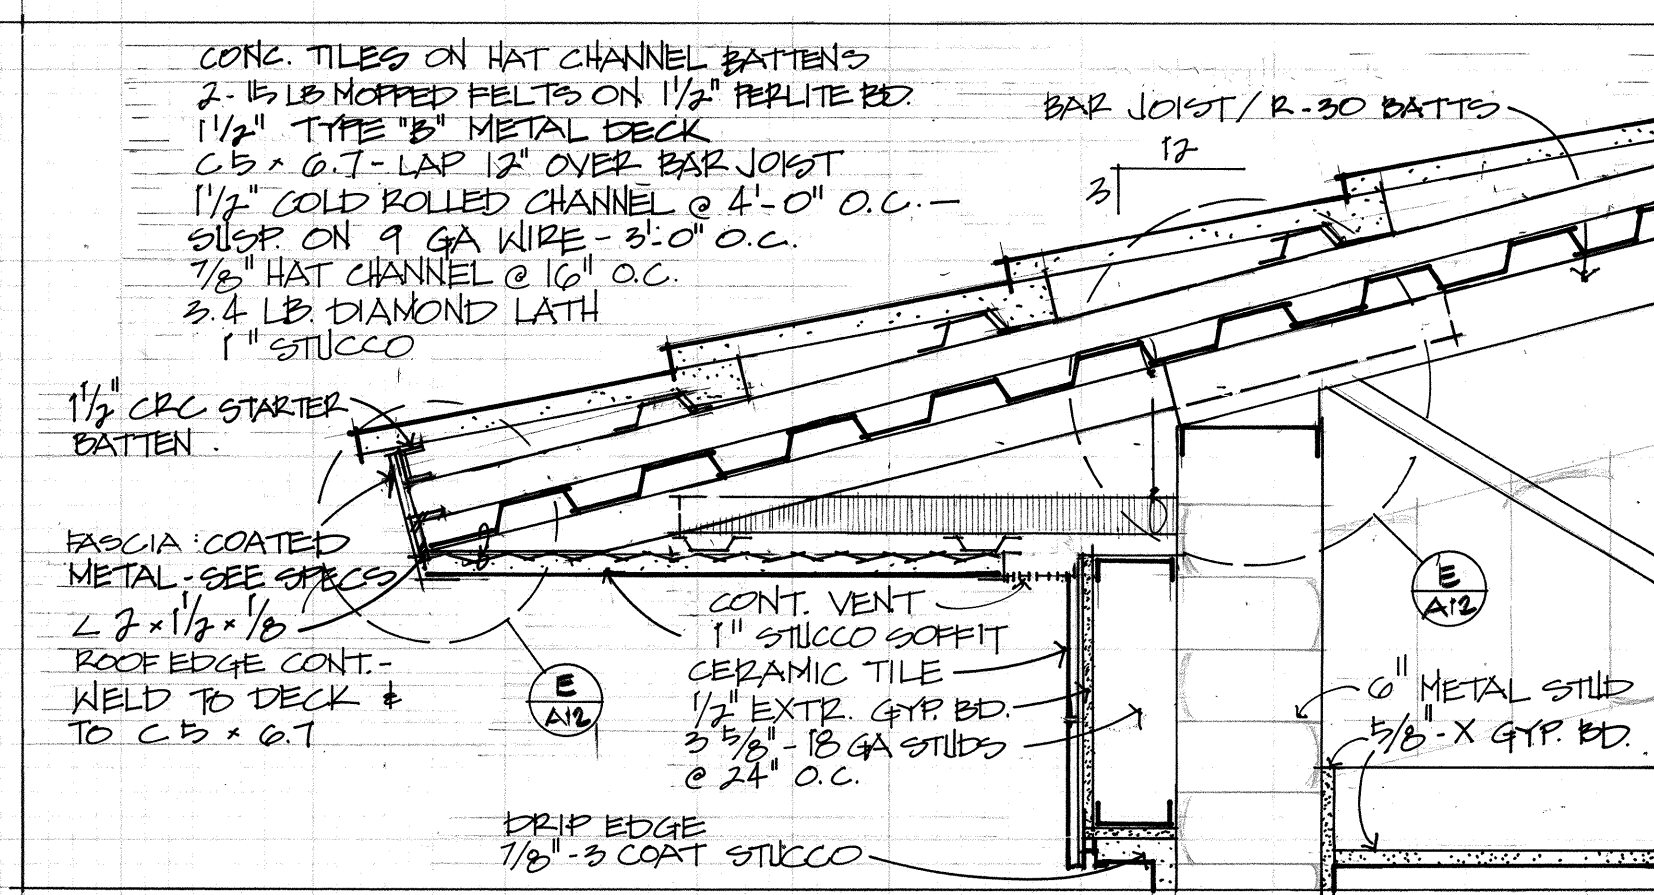 CONC. TILES ON HAT CHANNEL BATTENS
2-15 LB MOPPED FELTS ON 1 1/2" PERLITE BD.
1 1/2" TYPE "B" METAL DECK
C 5 × 6.7 - LAP 12" OVER BAR JOIST
1 1/2" COLD ROLLED CHANNEL @ 4'-0" O.C. -
SUSP. ON 9 GA WIRE - 3'-0" O.C.
7/8" HAT CHANNEL @ 16" O.C.
3.4 LB. DIAMOND LATH
1" STUCCO
BAR JOIST / R-30 BATTS
12
3
1 1/2" CRC STARTER
BATTEN.
FASCIA: COATED
METAL - SEE SPECS
∠ 2 × 1 1/2 × 1/8
ROOF EDGE CONT. -
WELD TO DECK &
TO C 5 × 6.7
E
A12
CONT. VENT
1" STUCCO SOFFIT
CERAMIC TILE
1/2" EXTR. GYP. BD.
3 5/8" - 18 GA STUDS
@ 24" O.C.
DRIP EDGE
7/8" - 3 COAT STUCCO
E
A12
6" METAL STUD
5/8" - X GYP. BD.